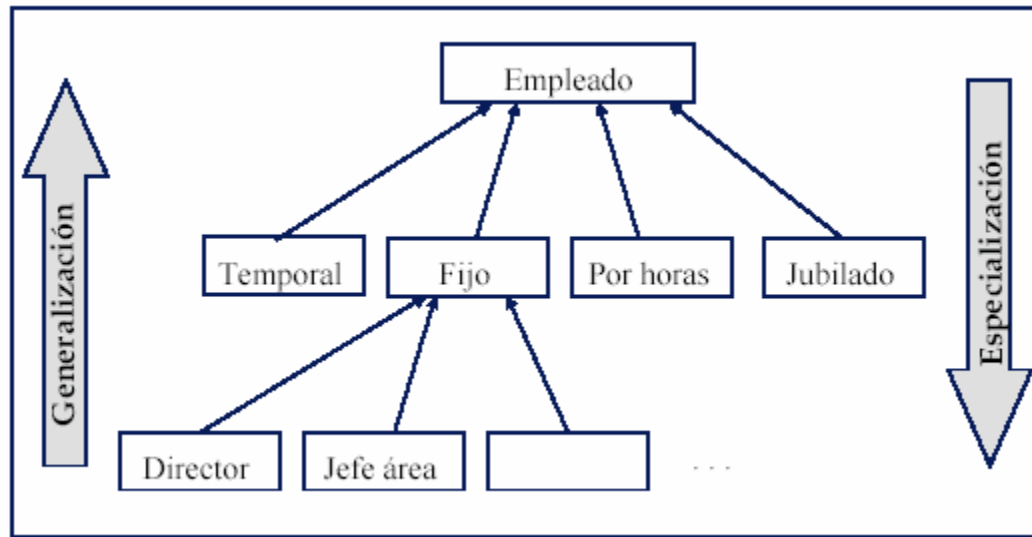 Empleado
Generalización
Especialización
Temporal
Fijo
Por horas
Jubilado
Director
Jefe área
. . .